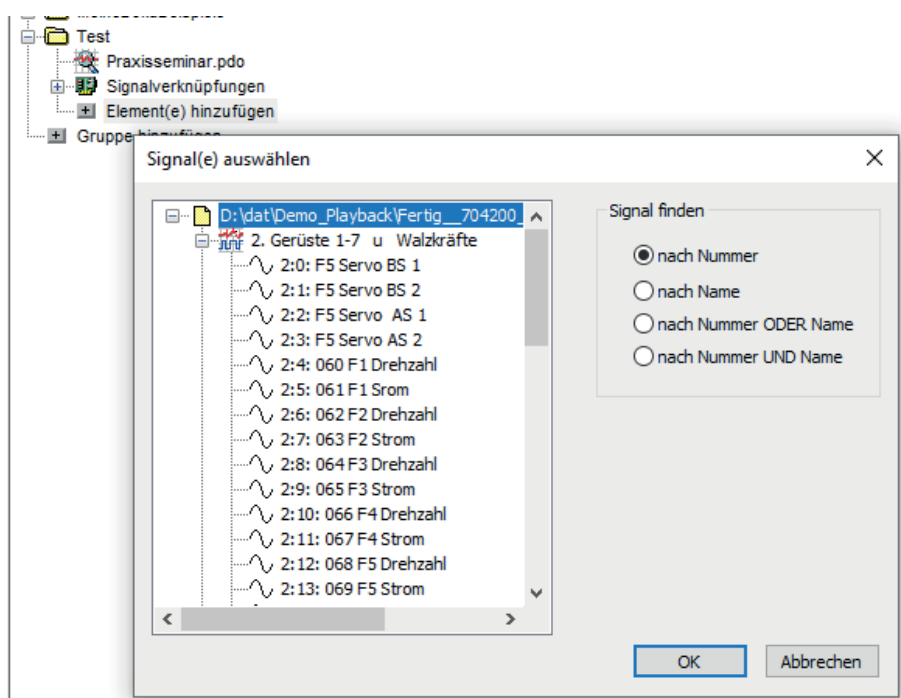 Test
Praxisseminar.pdo
Signalverknüpfungen
Element(e) hinzufügen
Gruppe hinzufügen
Signal(e) auswählen
D:\dat\Demo_Playback\Fertig__704200_
2. Gerüste 1-7 u Walzkräfte
2:0: F5 Servo BS 1
2:1: F5 Servo BS 2
2:2: F5 Servo AS 1
2:3: F5 Servo AS 2
2:4: 060 F1 Drehzahl
2:5: 061 F1 Srom
2:6: 062 F2 Drehzahl
2:7: 063 F2 Strom
2:8: 064 F3 Drehzahl
2:9: 065 F3 Strom
2:10: 066 F4 Drehzahl
2:11: 067 F4 Strom
2:12: 068 F5 Drehzahl
2:13: 069 F5 Strom
Signal finden
nach Nummer
nach Name
nach Nummer ODER Name
nach Nummer UND Name
OK
Abbrechen